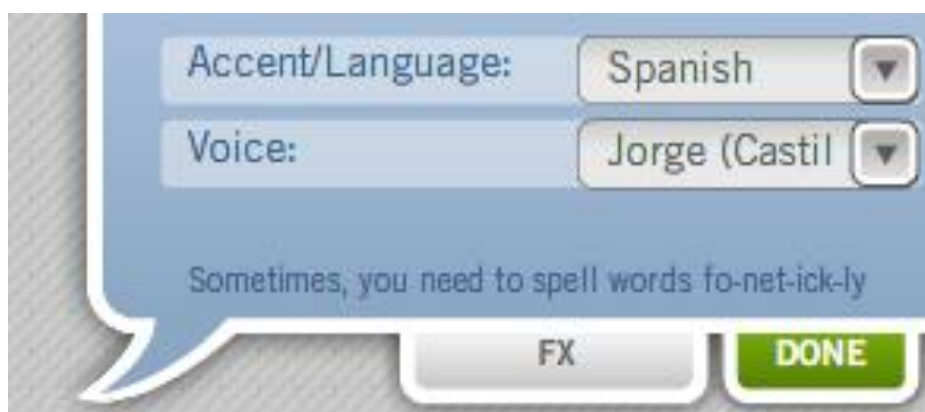 Accent/Language: Spanish
Voice: Jorge (Castil
Sometimes, you need to spell words fo-net-ick-ly
FX DONE